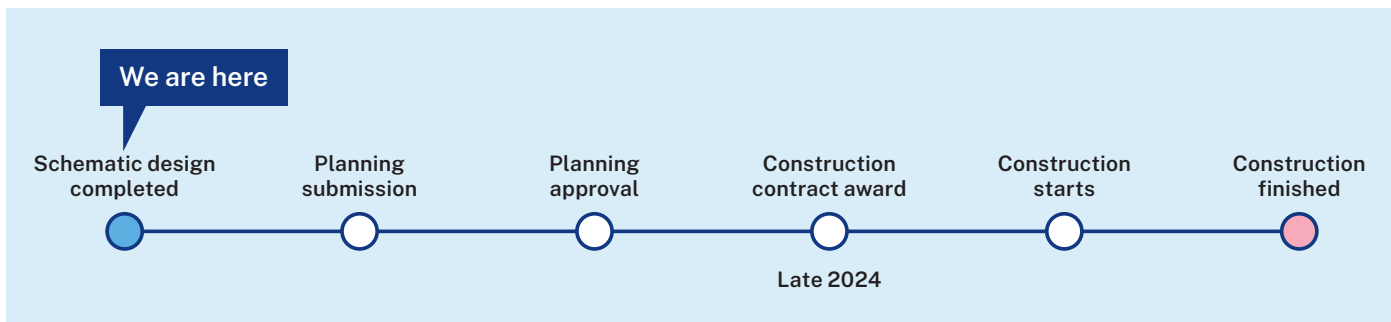 We are here
Schematic design
completed
Planning
submission
Planning
approval
Construction
contract award
Construction
starts
Construction
finished
Late 2024